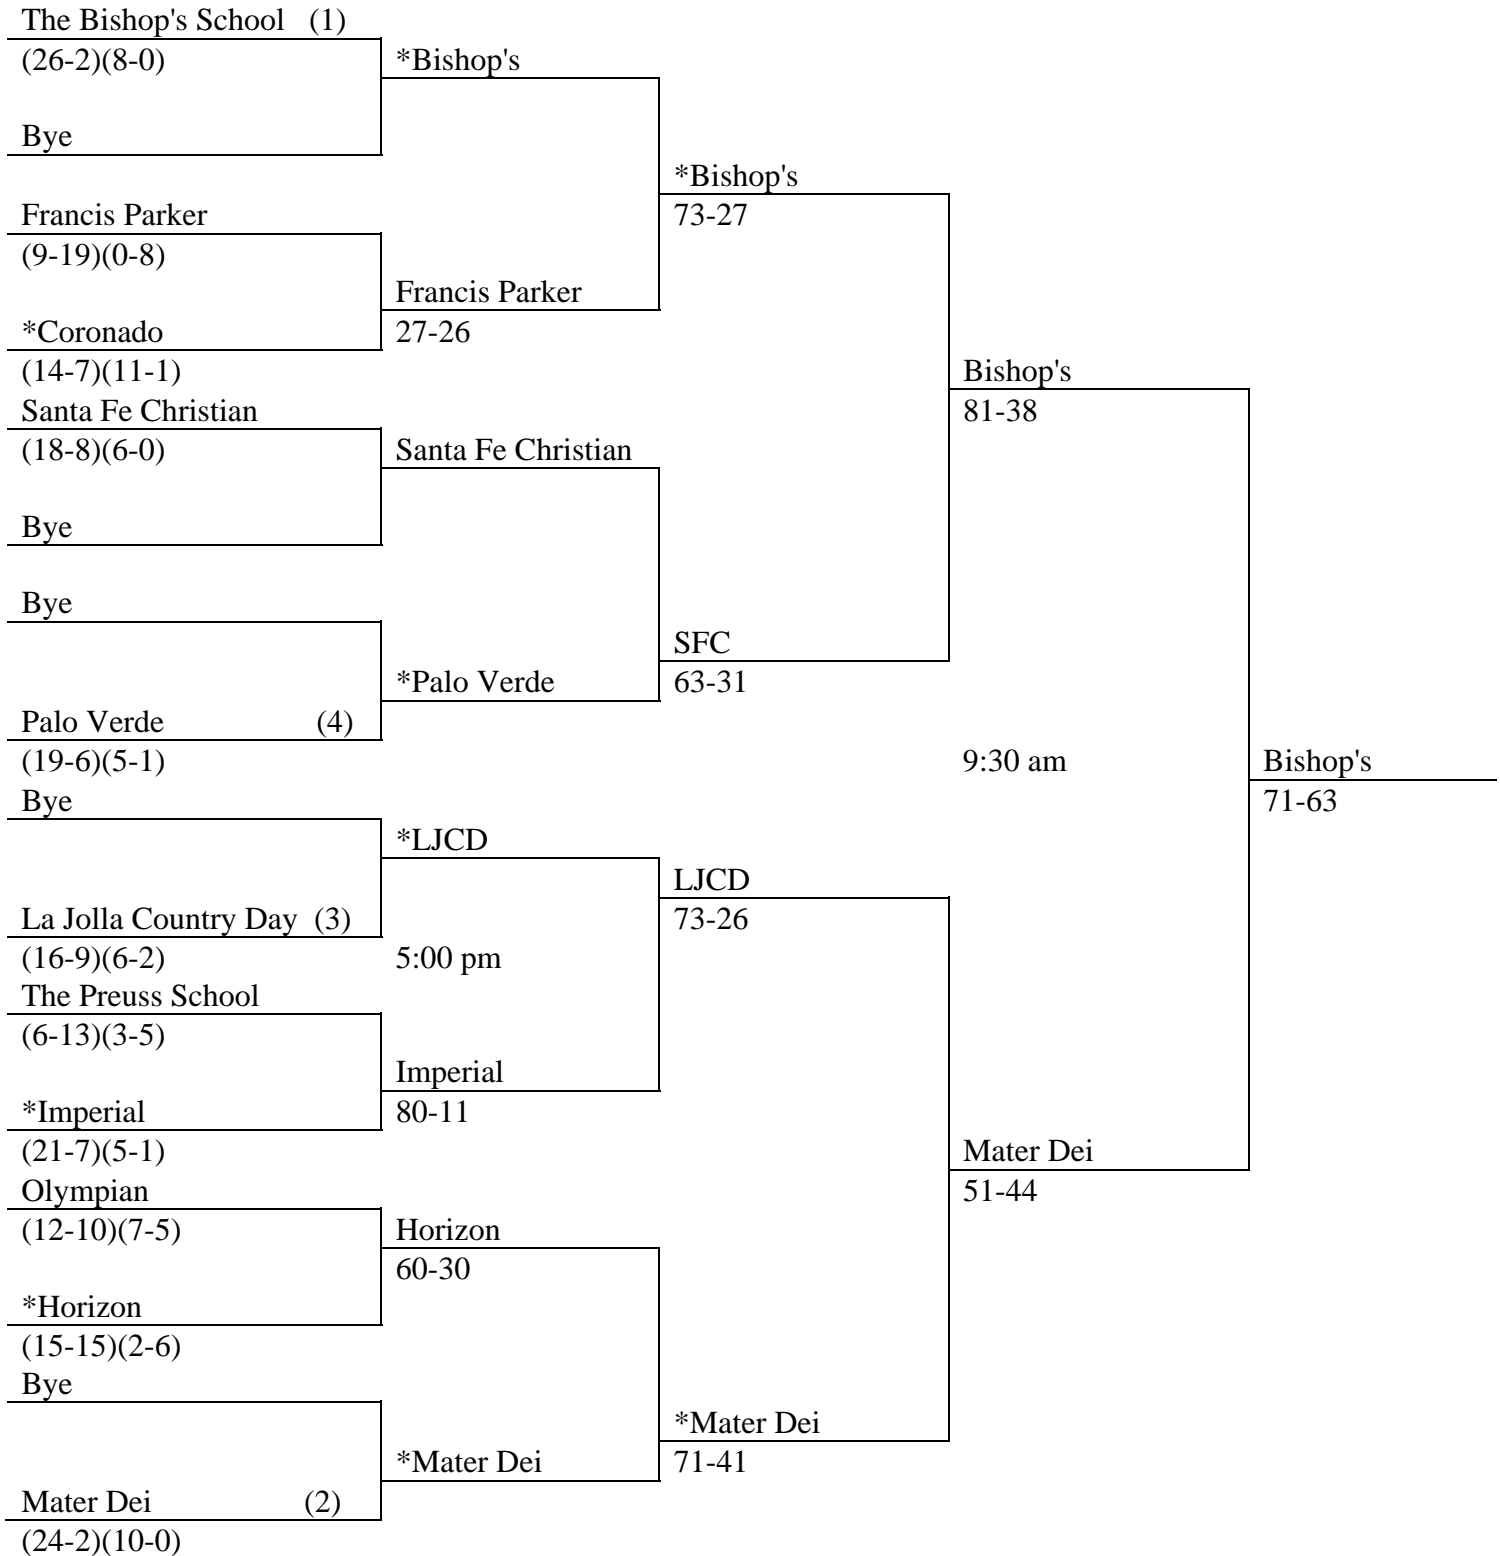 The Bishop's School (1)
(26-2)(8-0)
*Bishop's
Bye
*Bishop's
Francis Parker
73-27
(9-19)(0-8)
Francis Parker
*Coronado
27-26
(14-7)(11-1)
Bishop's
Santa Fe Christian
81-38
(18-8)(6-0)
Santa Fe Christian
Bye
Bye
SFC
*Palo Verde
63-31
Palo Verde (4)
(19-6)(5-1)
9:30 am
Bishop's
Bye
71-63
*LJCD
LJCD
La Jolla Country Day (3)
73-26
(16-9)(6-2)
5:00 pm
The Preuss School
(6-13)(3-5)
Imperial
*Imperial
80-11
(21-7)(5-1)
Mater Dei
Olympian
51-44
(12-10)(7-5)
Horizon
60-30
*Horizon
(15-15)(2-6)
Bye
*Mater Dei
*Mater Dei
71-41
Mater Dei (2)
(24-2)(10-0)